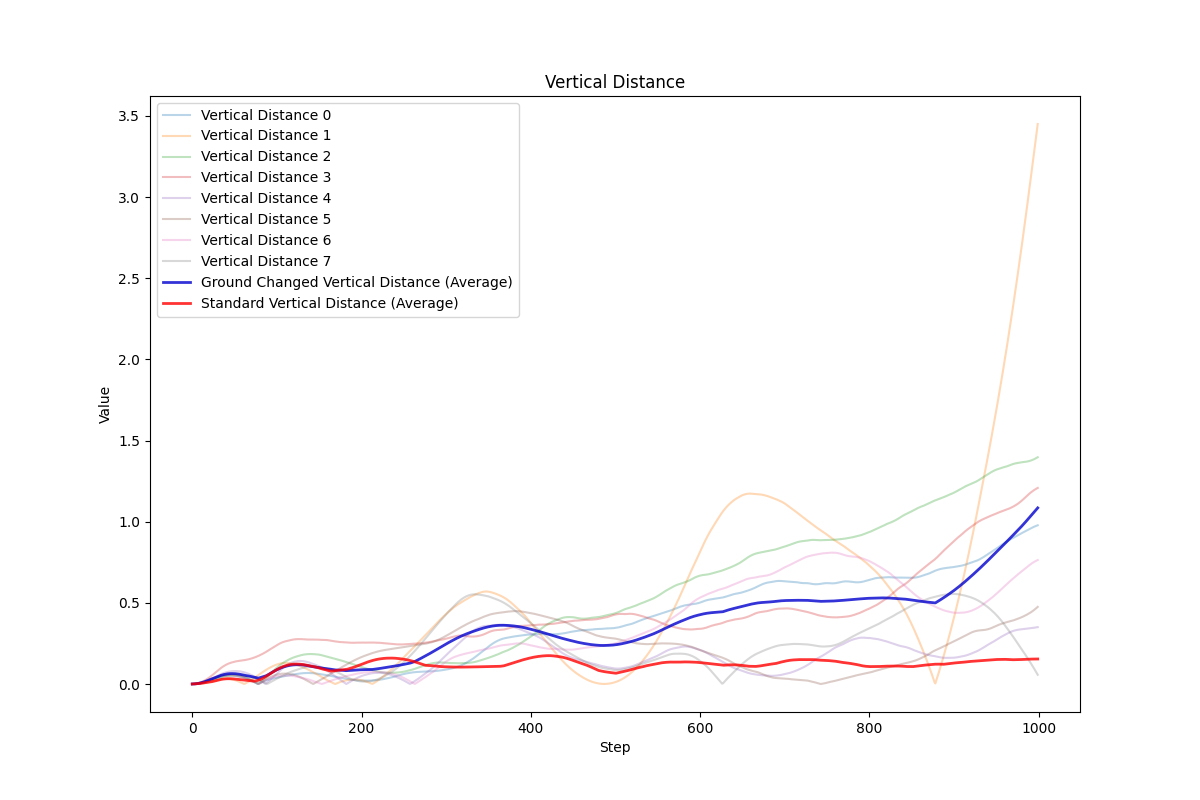 Vertical Distance
3.5
3.0
2.5
2.0
1.5
1.0
0.5
0.0
Value
Vertical Distance 0
Vertical Distance 1
Vertical Distance 2
Vertical Distance 3
Vertical Distance 4
Vertical Distance 5
Vertical Distance 6
Vertical Distance 7
Ground Changed Vertical Distance (Average)
Standard Vertical Distance (Average)
0 200 400 600 800 1000
Step